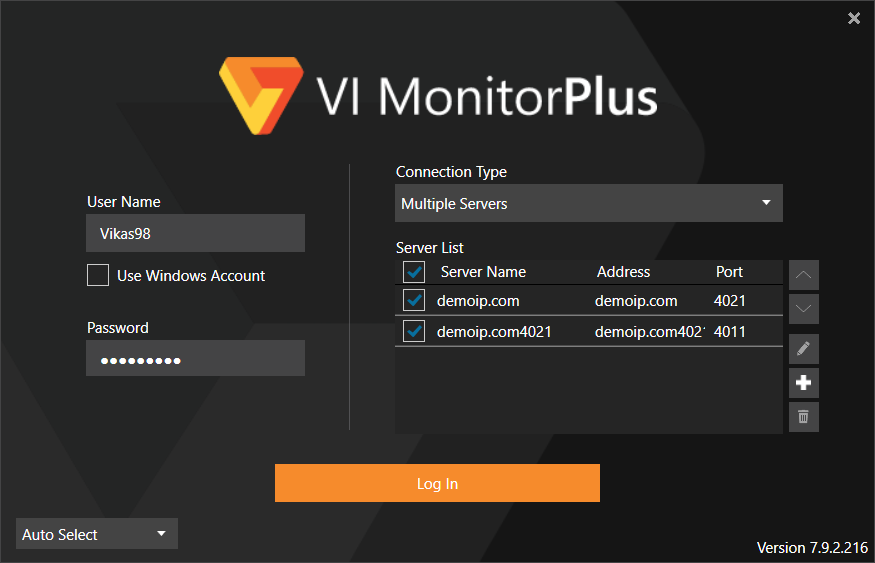 VI MonitorPlus
User Name
Vikas98
Use Windows Account
Password
Connection Type
Multiple Servers
Server List
Server Name Address Port
demoip.com demoip.com 4021
demoip.com4021 demoip.com402 4011
Log In
Auto Select
Version 7.9.2.216